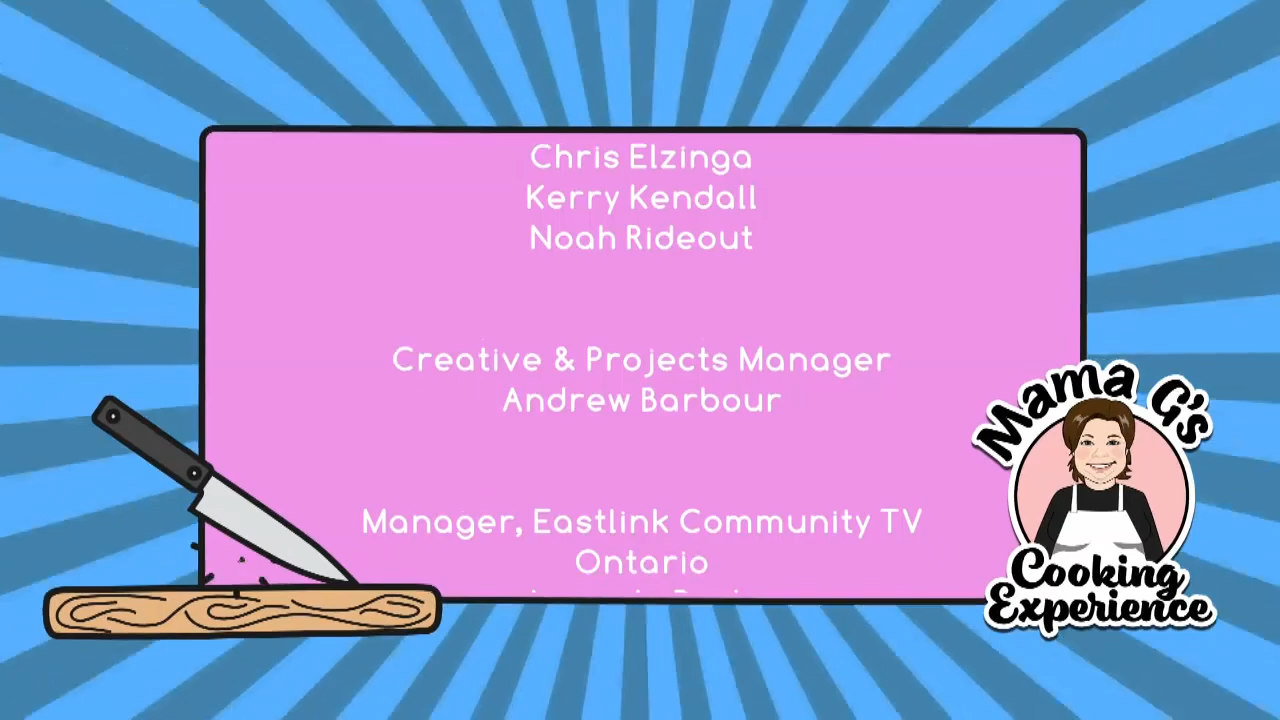 Chris Elzinga
Kerry Kendall
Noah Rideout
Creative & Projects Manager
Andrew Barbour
Manager, Eastlink Community TV
Ontario
Mama G's
Cooking
Experience